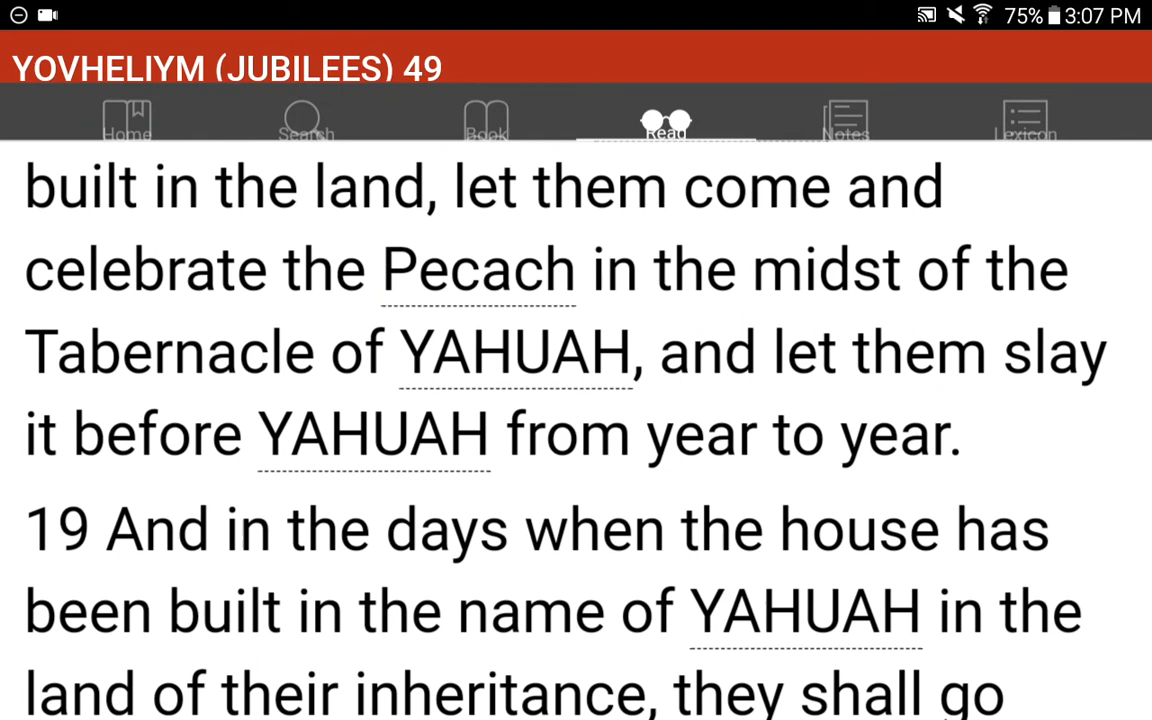 75% 3:07 PM
YOVHELIYM (JUBILEES) 49
Home Search Book Read Notes Lexicon
built in the land, let them come and
celebrate the Pecach in the midst of the
Tabernacle of YAHUAH, and let them slay
it before YAHUAH from year to year.
19 And in the days when the house has
been built in the name of YAHUAH in the
land of their inheritance, they shall go